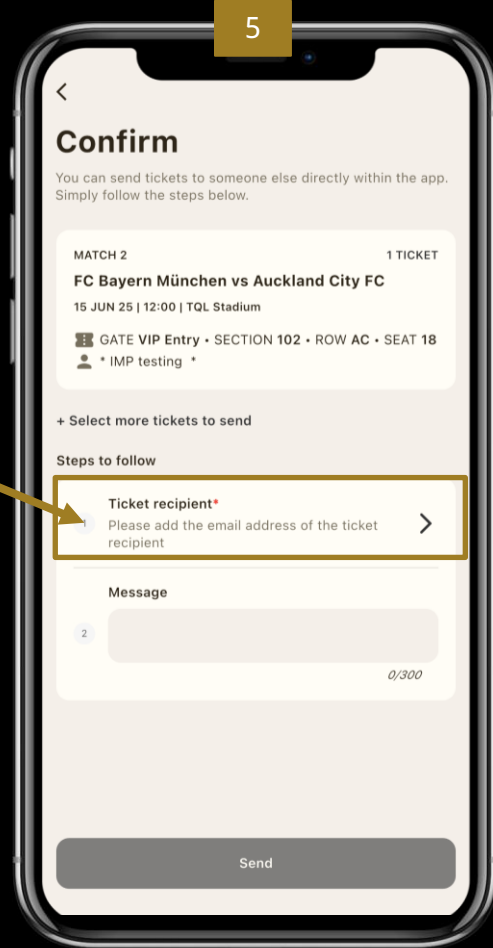 5
Confirm
You can send tickets to someone else directly within the app.
Simply follow the steps below.
MATCH 2 1 TICKET
FC Bayern München vs Auckland City FC
15 JUN 25 | 12:00 | TQL Stadium
GATE VIP Entry • SECTION 102 • ROW AC • SEAT 18
* IMP testing *
+ Select more tickets to send
Steps to follow
Ticket recipient*
1 Please add the email address of the ticket
recipient
Message
2
0/300
Send